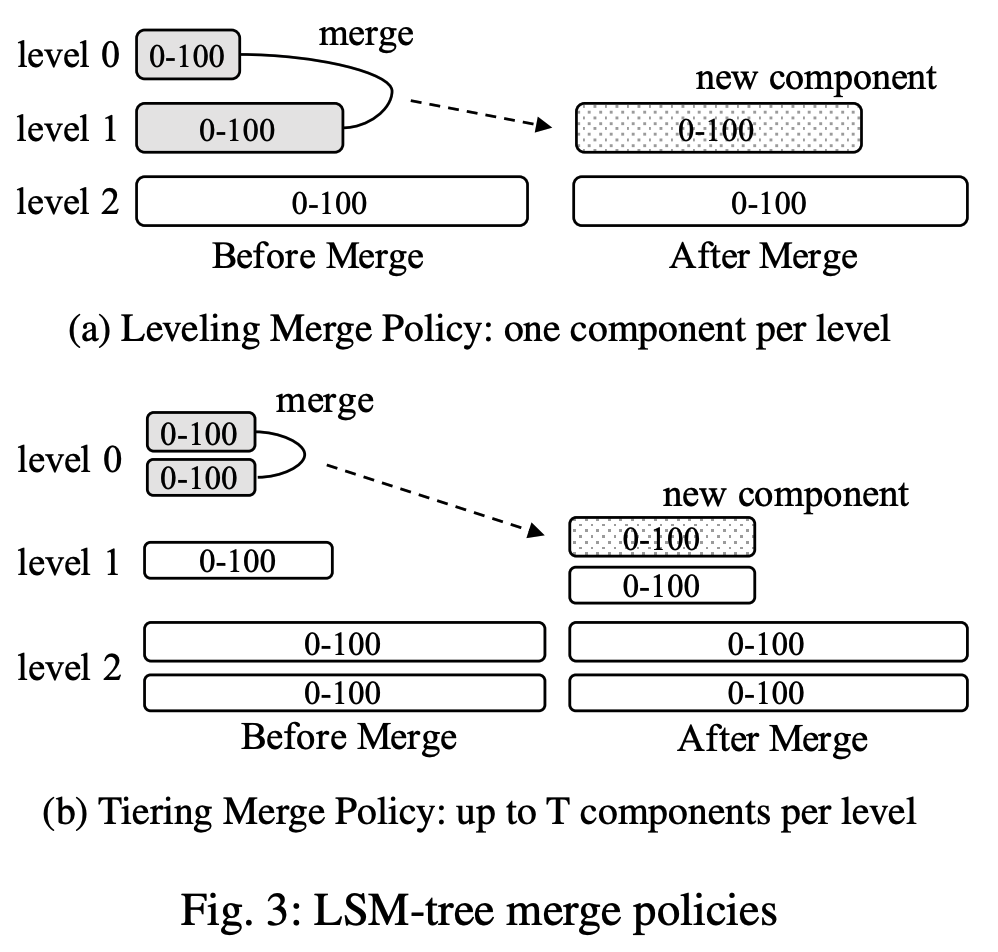 merge
level 0 0-100
new component
level 1 0-100 0-100
level 2 0-100 0-100
Before Merge After Merge
(a) Leveling Merge Policy: one component per level
merge
0-100
level 0
0-100
new component
0-100
level 1 0-100
0-100
0-100 0-100
level 2
0-100 0-100
Before Merge After Merge
(b) Tiering Merge Policy: up to T components per level
Fig. 3: LSM-tree merge policies